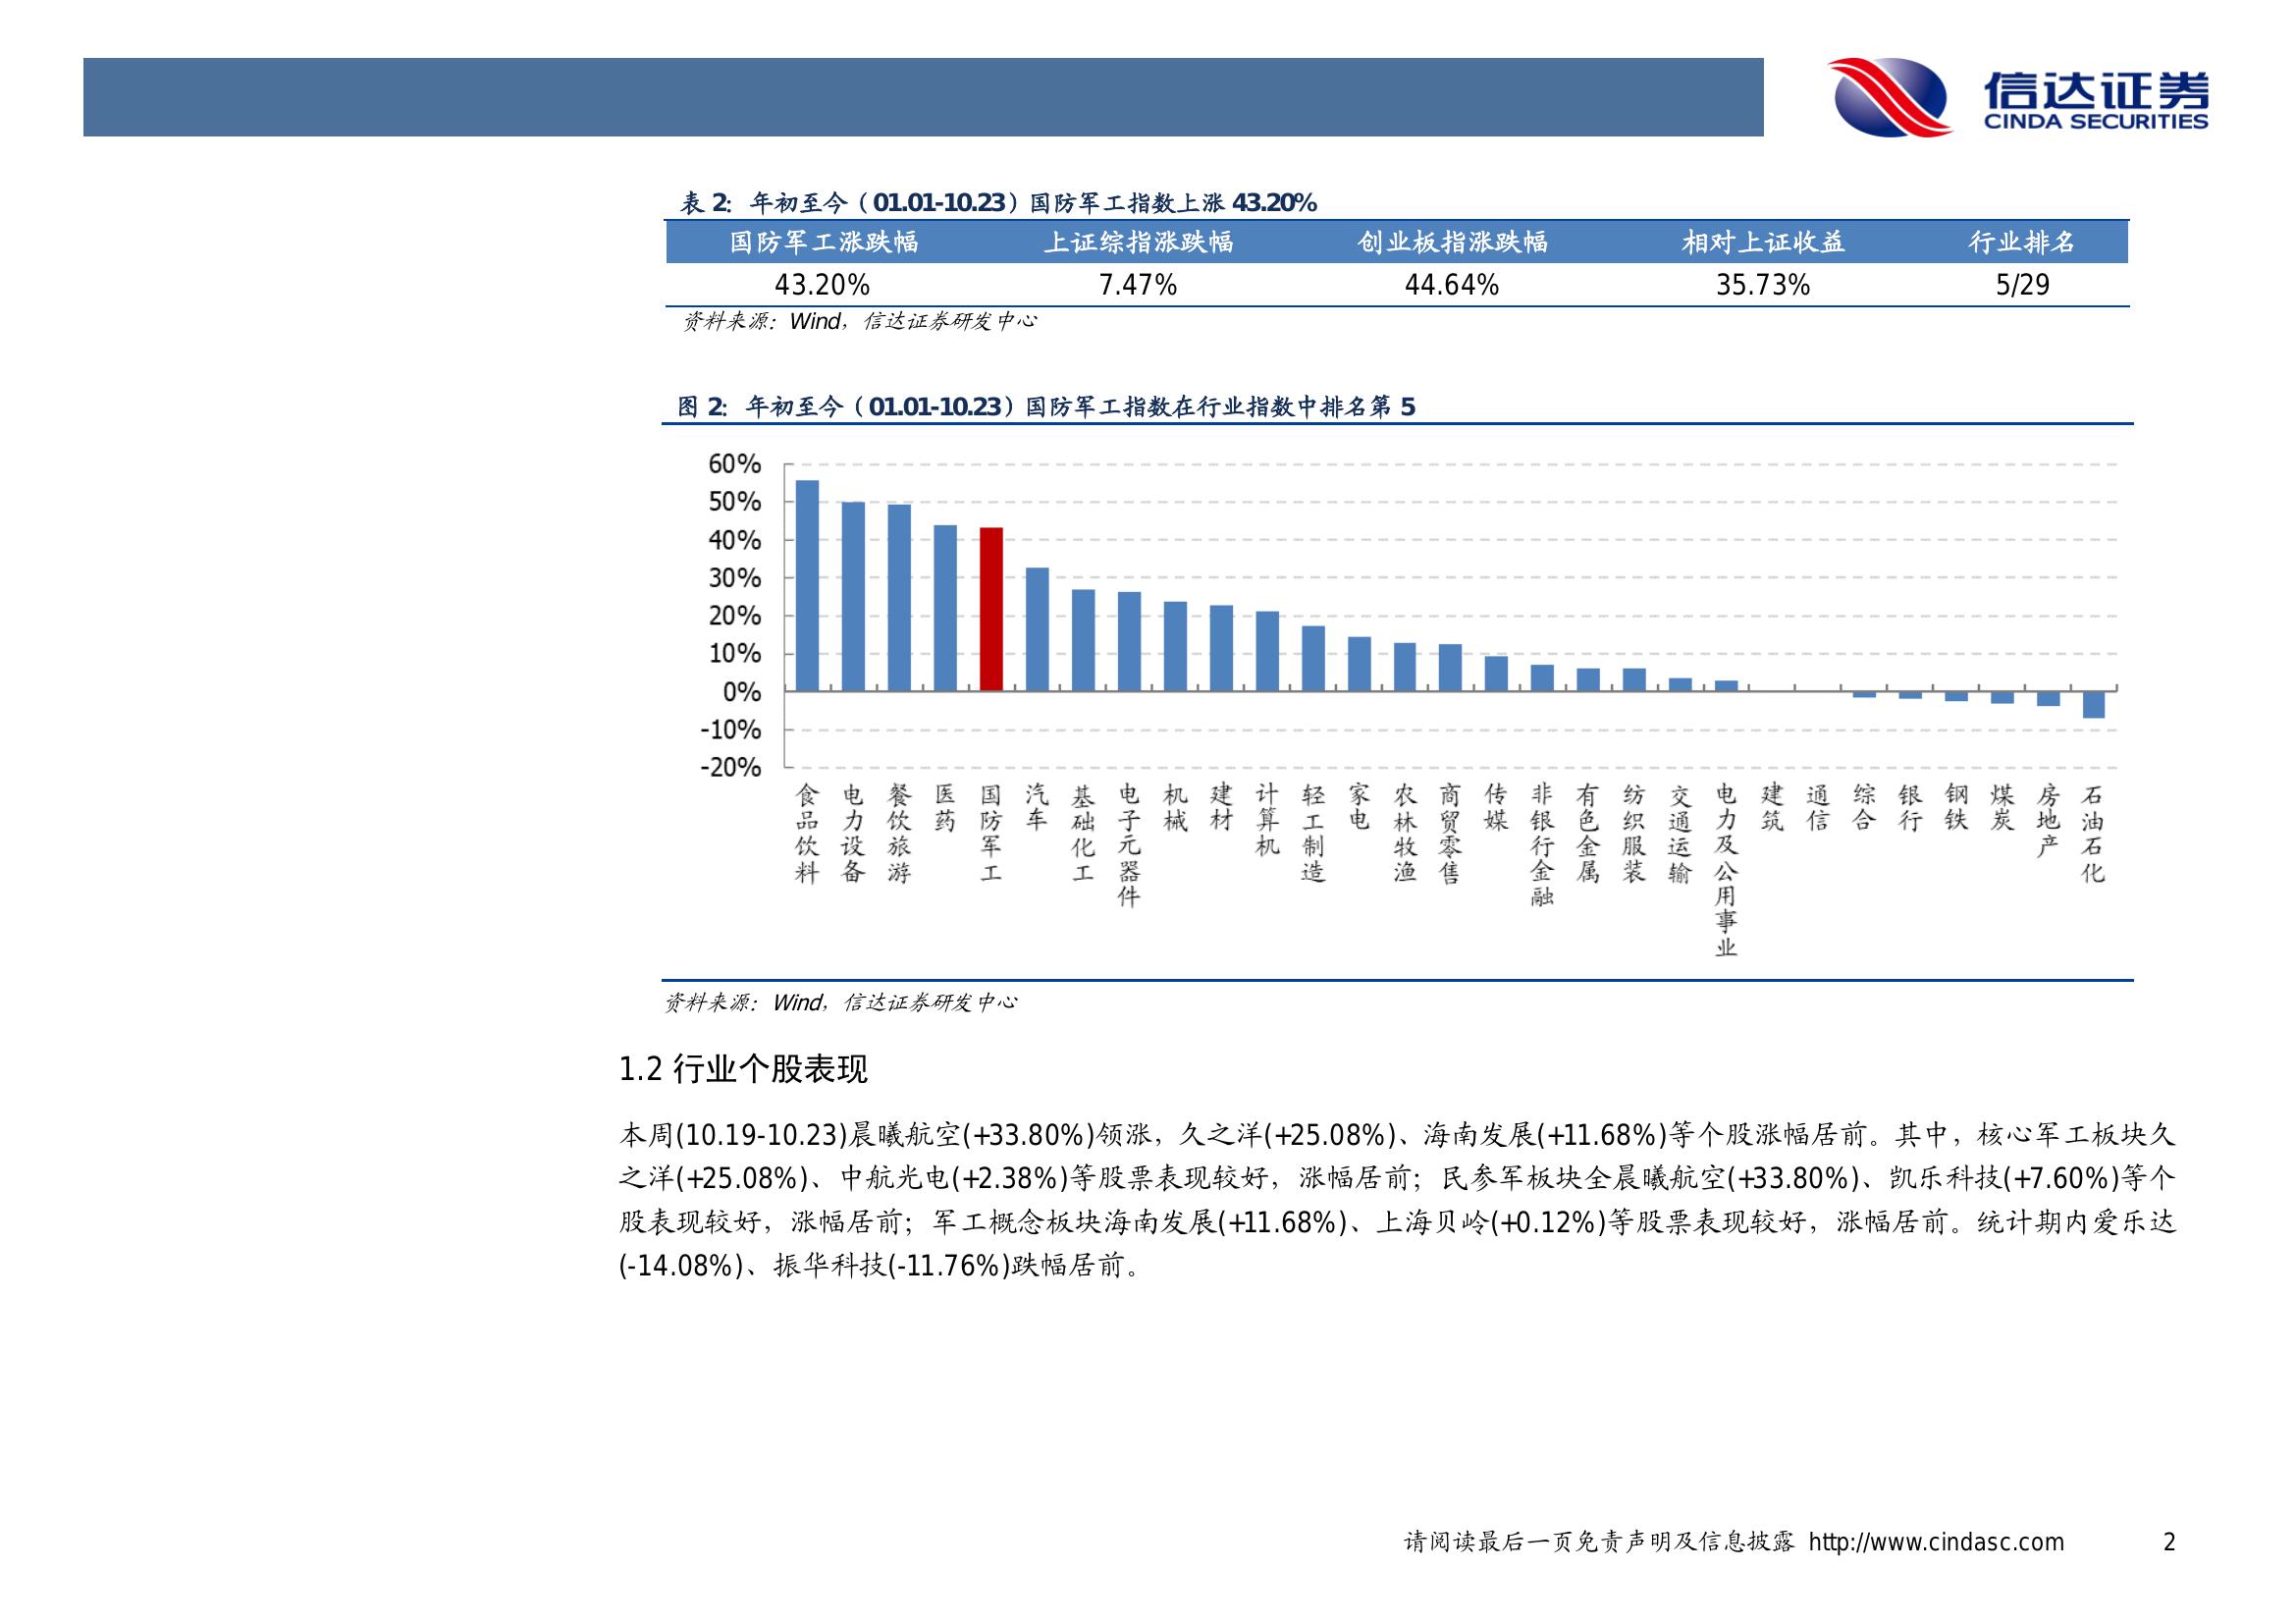 信达证券
CINDA SECURITIES
表 2：年初至今（01.01-10.23）国防军工指数上涨 43.20%
国防军工涨跌幅 上证综指涨跌幅 创业板指涨跌幅 相对上证收益 行业排名
43.20% 7.47% 44.64% 35.73% 5/29
资料来源：Wind，信达证券研发中心
图 2：年初至今（01.01-10.23）国防军工指数在行业指数中排名第 5
60%
50%
40%
30%
20%
10%
0%
-10%
-20%
食品饮料
电力设备
餐饮旅游
医药
国防军工
汽车
基础化工
电子元器件
机械
建材
计算机
轻工制造
家电
农林牧渔
商贸零售
传媒
非银行金融
有色金属
纺织服装
交通运输
电力及公用事业
建筑
通信
综合
银行
钢铁
煤炭
房地产
石油石化
资料来源：Wind，信达证券研发中心
1.2 行业个股表现
本周(10.19-10.23)晨曦航空(+33.80%)领涨，久之洋(+25.08%)、海南发展(+11.68%)等个股涨幅居前。其中，核心军工板块久
之洋(+25.08%)、中航光电(+2.38%)等股票表现较好，涨幅居前；民参军板块全晨曦航空(+33.80%)、凯乐科技(+7.60%)等个
股表现较好，涨幅居前；军工概念板块海南发展(+11.68%)、上海贝岭(+0.12%)等股票表现较好，涨幅居前。统计期内爱乐达
(-14.08%)、振华科技(-11.76%)跌幅居前。
请阅读最后一页免责声明及信息披露 http://www.cindasc.com 2